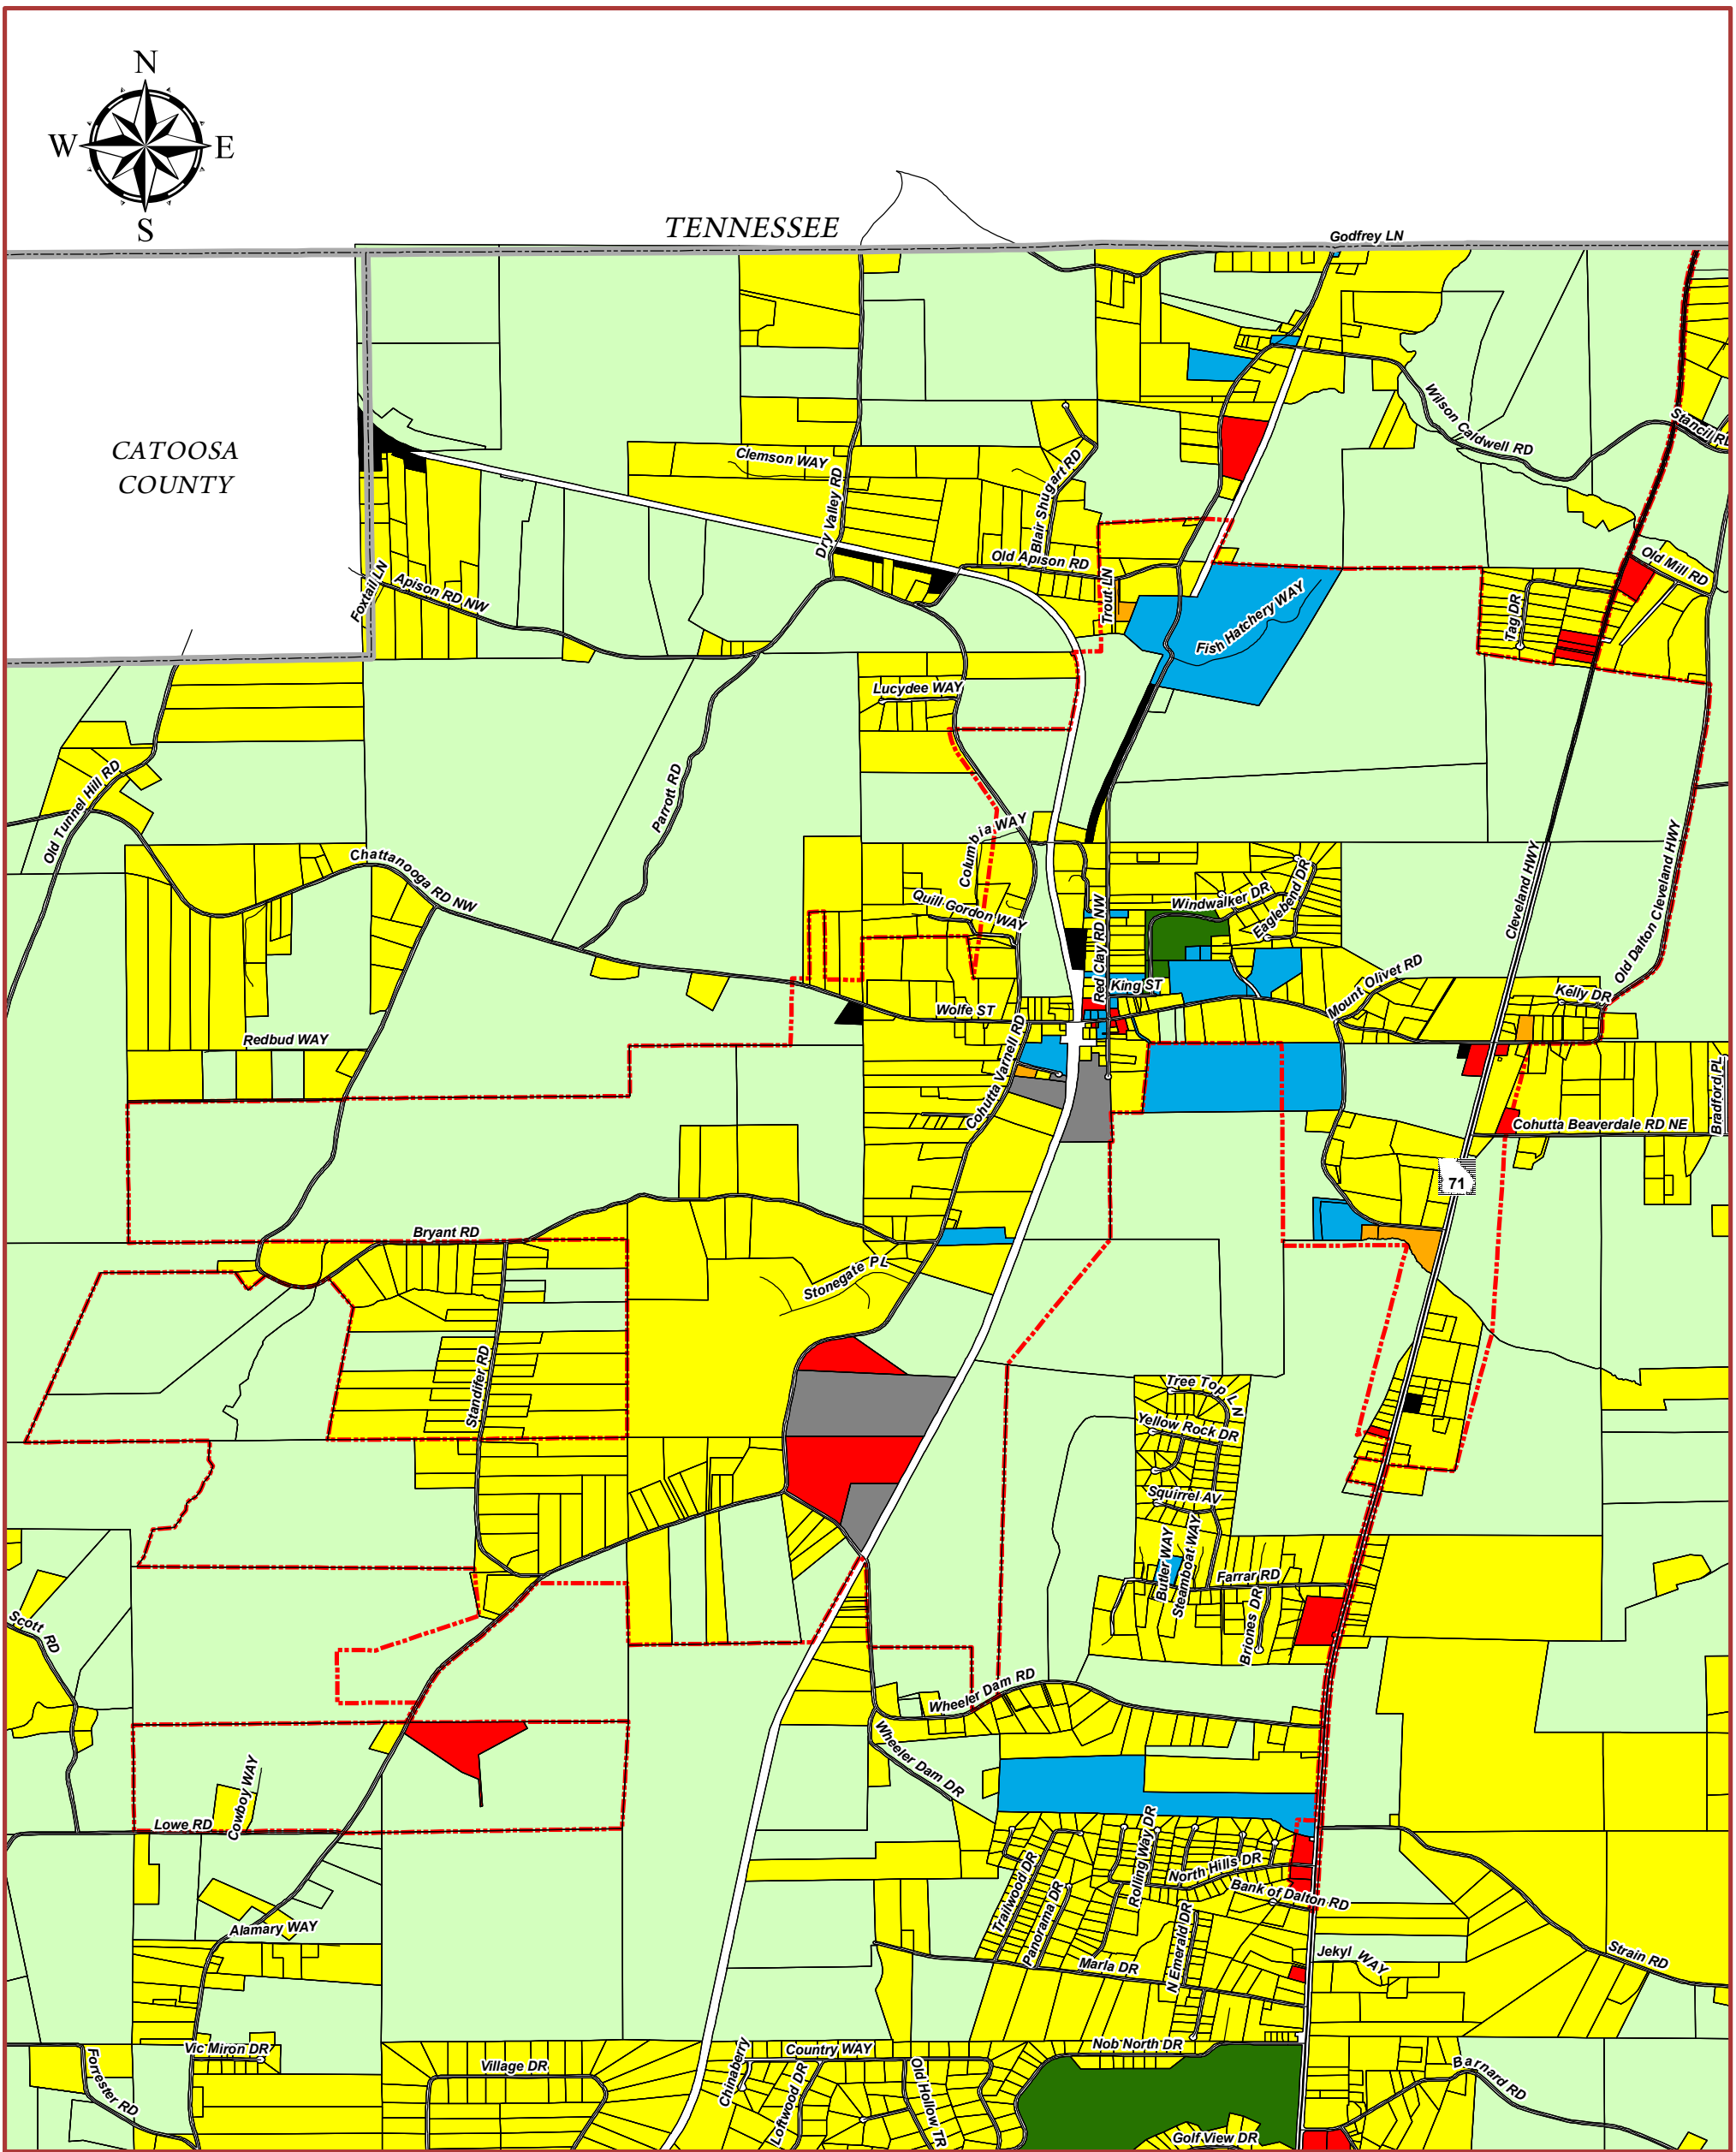 N
W E
S
TENNESSEE
Godfrey LN
CATOOSA
COUNTY
Wilson Caldwell RD
Stancil RD
Clemson WAY
Dry Valley RD
Blair Shugart RD
Old Apison RD
Trout LN
Fish Hatchery WAY
Old Mill RD
Tag DR
Foxtail LN
Apison RD NW
Lucydee WAY
Parrott RD
Old Tunnel Hill RD
Columbia WAY
Chattanooga RD NW
Quill Gordon WAY
Red Clay RD NW
Windwalker DR
Eaglebend DR
Cleveland HWY
Old Dalton Cleveland HWY
Mount Olivet RD
King ST
Kelly DR
Wolfe ST
Redbud WAY
Cohutta Varnell RD
Bradford PL
Cohutta Beaverdale RD NE
71
Bryant RD
Stonegate PL
Standifer RD
Tree Top LN
Yellow Rock DR
Squirrel AV
Butler WAY
Steamboat WAY
Farrar RD
Briones DR
Scott RD
Wheeler Dam RD
Wheeler Dam DR
Cowboy WAY
Lowe RD
Rolling Way DR
North Hills DR
Trailwood DR
Panorama DR
Bank of Dalton RD
N Emerald DR
Alamary WAY
Marla DR
Jekyl WAY
Strain RD
Vic Miron DR
Forrester RD
Village DR
Chinaberry
Country WAY
Loftwood DR
Old Hollow TR
Nob North DR
Barnard RD
Golf View DR